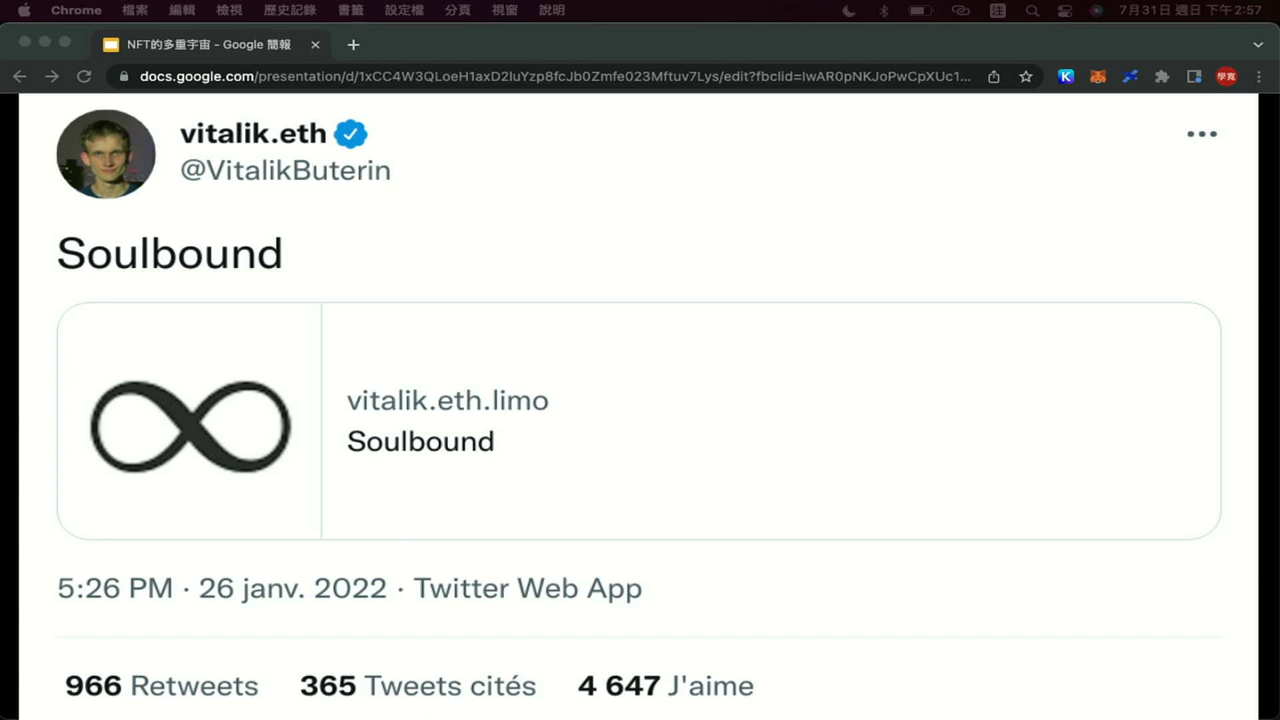 Chrome 檔案 編輯 檢視 歷史記錄 書籤 設定檔 分頁 視窗 說明 注 7月31日 週日 下午2:57
NFT的多重宇宙 - Google 簡報
docs.google.com/presentation/d/1xCC4W3QLoeH1axD2luYzp8fcJb0Zmfe023Mftuv7Lys/edit?fbclid=IwAR0pNKJoPwCpXUc1... K 學寬
vitalik.eth
@VitalikButerin
Soulbound
vitalik.eth.limo
Soulbound
5:26 PM · 26 janv. 2022 · Twitter Web App
966 Retweets 365 Tweets cités 4 647 J'aime